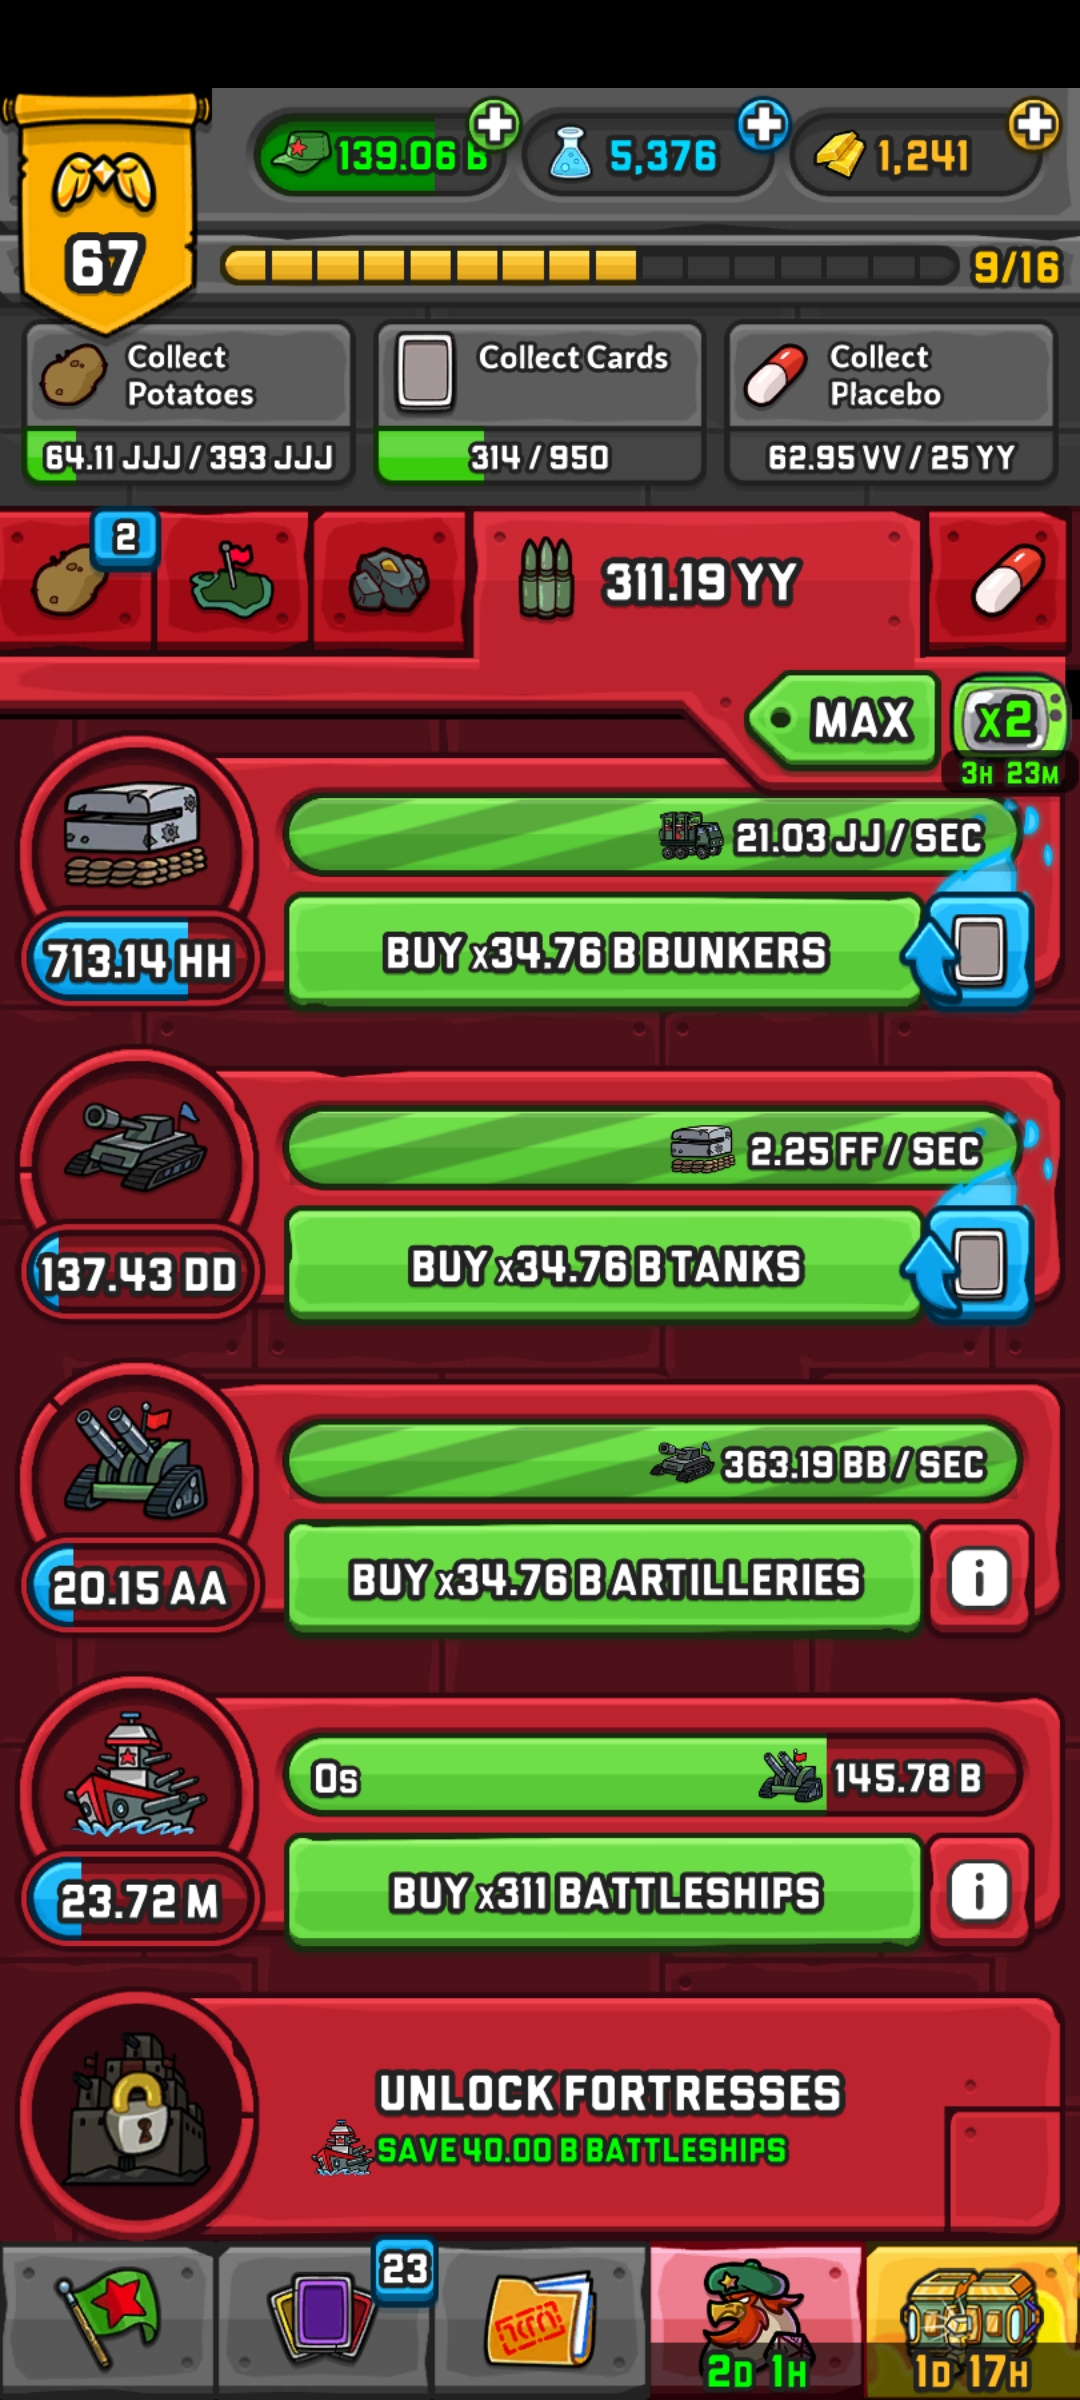 139.06 B
5,376
1,241
67
9/16
Collect
Potatoes
64.11 JJJ / 393 JJJ
Collect Cards
314 / 950
Collect
Placebo
62.95 VV / 25 YY
2
311.19 YY
MAX
x2
3H 23M
21.03 JJ / SEC
713.14 HH
BUY x34.76 B BUNKERS
2.25 FF / SEC
137.43 DD
BUY x34.76 B TANKS
363.19 BB / SEC
20.15 AA
BUY x34.76 B ARTILLERIES
i
0s
145.78 B
23.72 M
BUY x311 BATTLESHIPS
i
UNLOCK FORTRESSES
SAVE 40.00 B BATTLESHIPS
23
2D 1H
1D 17H